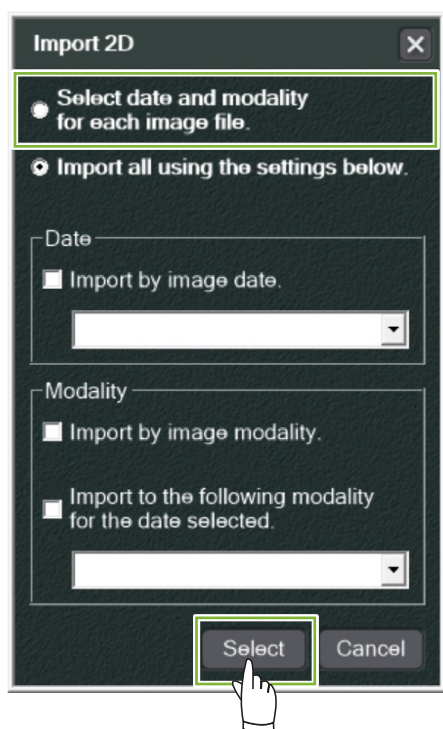 Import 2D
Select date and modality
for each image file.
Import all using the settings below.
Date
Import by image date.
Modality
Import by image modality.
Import to the following modality
for the date selected.
Select
Cancel